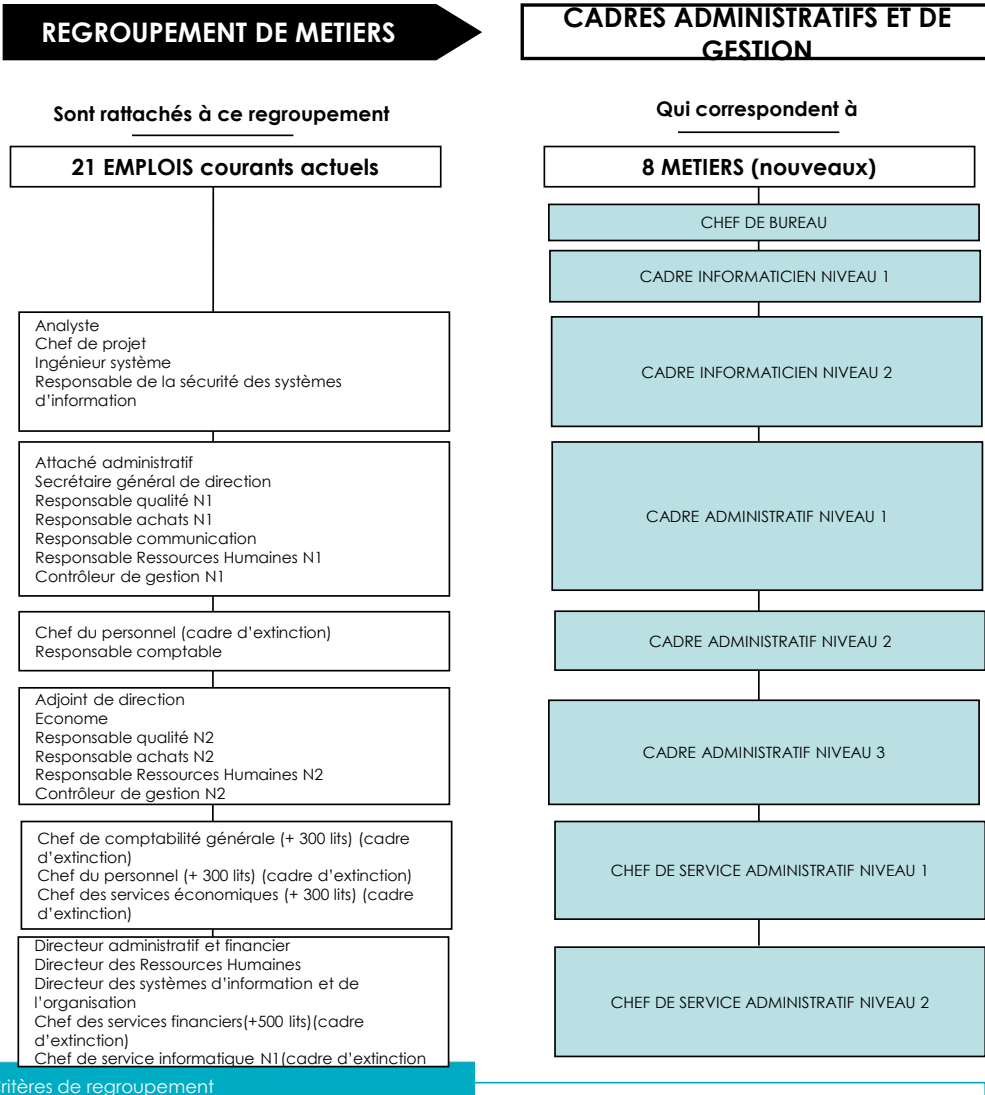 REGROUPEMENT DE METIERS
CADRES ADMINISTRATIFS ET DE
GESTION
Sont rattachés à ce regroupement
Qui correspondent à
21 EMPLOIS courants actuels
8 METIERS (nouveaux)
CHEF DE BUREAU
CADRE INFORMATICIEN NIVEAU 1
Analyste
Chef de projet
Ingénieur système
Responsable de la sécurité des systèmes
d'information
CADRE INFORMATICIEN NIVEAU 2
Attaché administratif
Secrétaire général de direction
Responsable qualité N1
Responsable achats N1
Responsable communication
Responsable Ressources Humaines N1
Contrôleur de gestion N1
CADRE ADMINISTRATIF NIVEAU 1
Chef du personnel (cadre d'extinction)
Responsable comptable
CADRE ADMINISTRATIF NIVEAU 2
Adjoint de direction
Econome
Responsable qualité N2
Responsable achats N2
Responsable Ressources Humaines N2
Contrôleur de gestion N2
CADRE ADMINISTRATIF NIVEAU 3
Chef de comptabilité générale (+ 300 lits) (cadre
d'extinction)
Chef du personnel (+ 300 lits) (cadre d'extinction)
Chef des services économiques (+ 300 lits) (cadre
d'extinction)
CHEF DE SERVICE ADMINISTRATIF NIVEAU 1
Directeur administratif et financier
Directeur des Ressources Humaines
Directeur des systèmes d'information et de
l'organisation
Chef des services financiers(+500 lits)(cadre
d'extinction)
Chef de service informatique N1(cadre d'extinction
CHEF DE SERVICE ADMINISTRATIF NIVEAU 2
ritères de regroupement